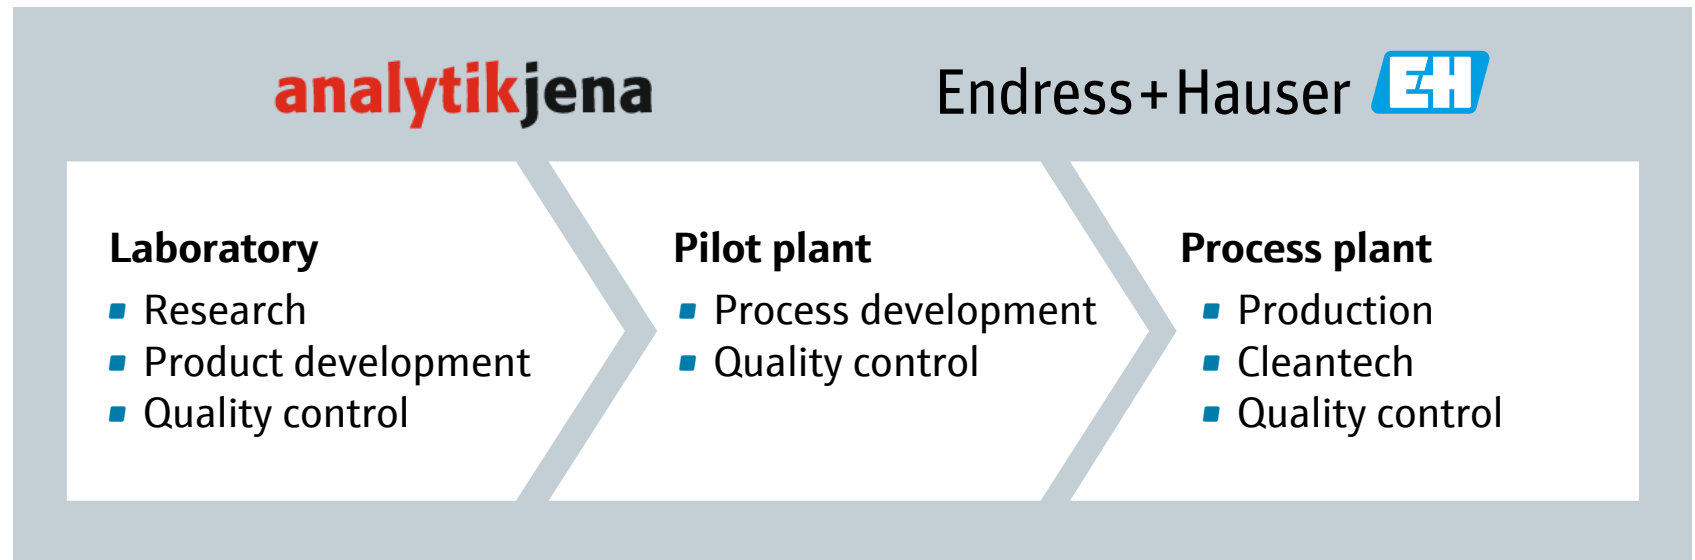 analytikjena
Endress+Hauser EH
Laboratory
Research
Product development
Quality control
Pilot plant
Process development
Quality control
Process plant
Production
Cleantech
Quality control